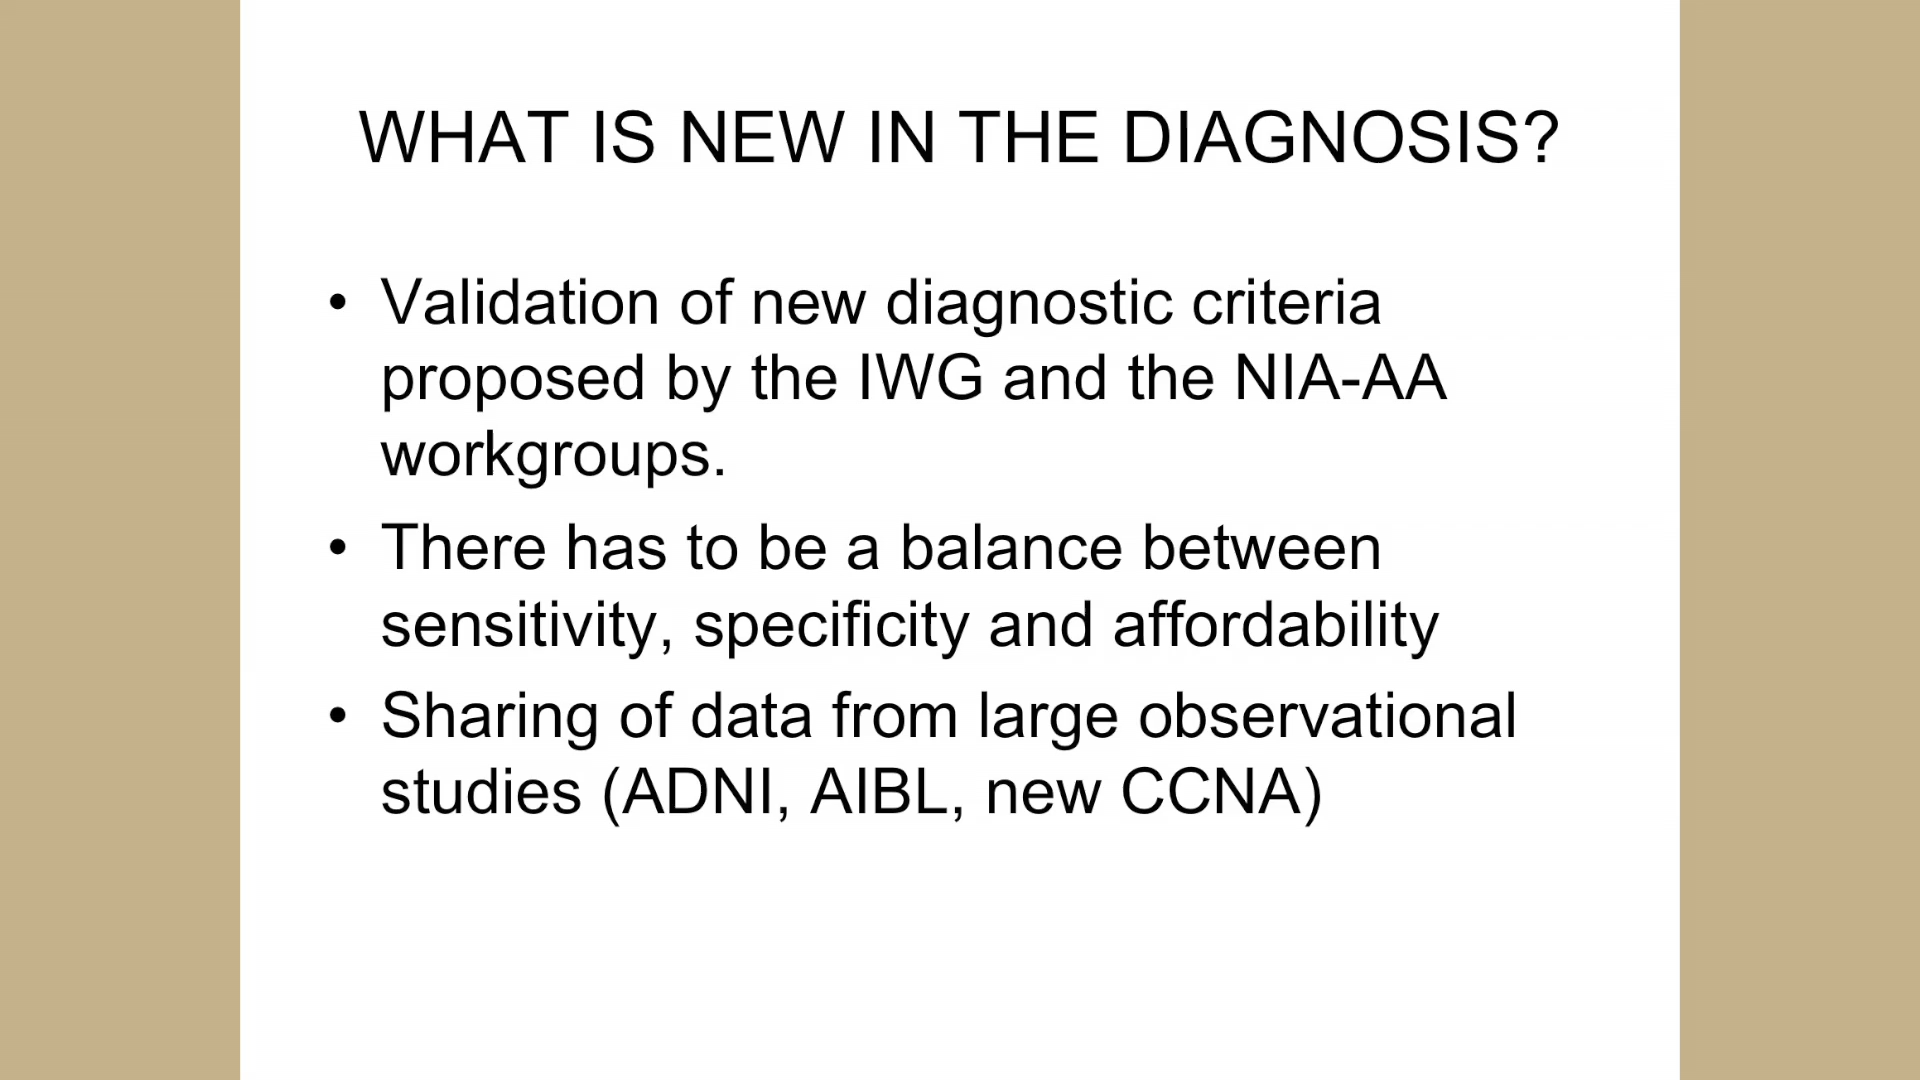 WHAT IS NEW IN THE DIAGNOSIS?
• Validation of new diagnostic criteria
proposed by the IWG and the NIA-AA
workgroups.
• There has to be a balance between
sensitivity, specificity and affordability
• Sharing of data from large observational
studies (ADNI, AIBL, new CCNA)